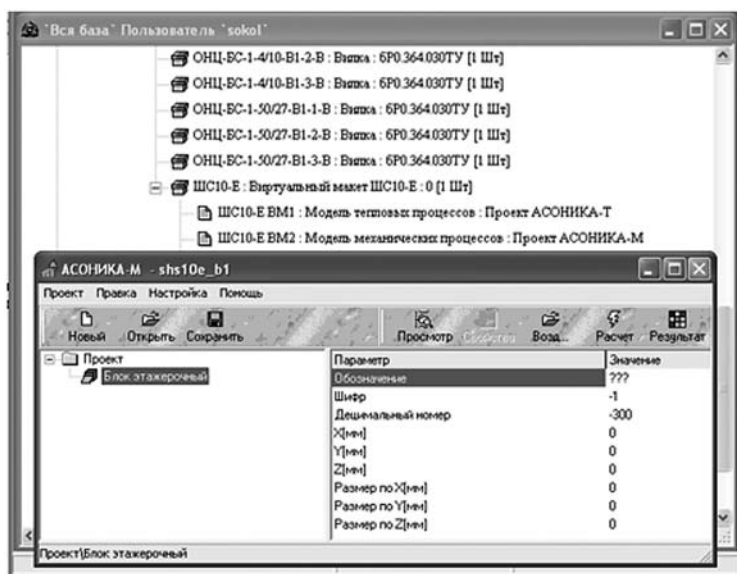 `Вся база` Пользователь `sokol`
ОНЦ-БС-1-4/10-В1-2-В : Вилка : 6Р0.364.030ТУ [1 Шт]
ОНЦ-БС-1-4/10-В1-3-В : Вилка : 6Р0.364.030ТУ [1 Шт]
ОНЦ-БС-1-50/27-В1-1-В : Вилка : 6Р0.364.030ТУ [1 Шт]
ОНЦ-БС-1-50/27-В1-2-В : Вилка : 6Р0.364.030ТУ [1 Шт]
ОНЦ-БС-1-50/27-В1-3-В : Вилка : 6Р0.364.030ТУ [1 Шт]
ШС10-Е : Виртуальный макет ШС10-Е : 0 [1 Шт]
ШС10-Е ВМ1 : Модель тепловых процессов : Проект АСОНИКА-Т
ШС10-Е ВМ2 : Модель механических процессов : Проект АСОНИКА-М
АСОНИКА-М - shs10e_b1
Проект Правка Настройка Помощь
Новый Открыть Сохранить Просмотр Свойства Возд... Расчет Результат
Проект
Блок этажерочный
Параметр Значение
Обозначение ???
Шифр -1
Децимальный номер -300
X[мм] 0
Y[мм] 0
Z[мм] 0
Размер по X[мм] 0
Размер по Y[мм] 0
Размер по Z[мм] 0
Проект\Блок этажерочный